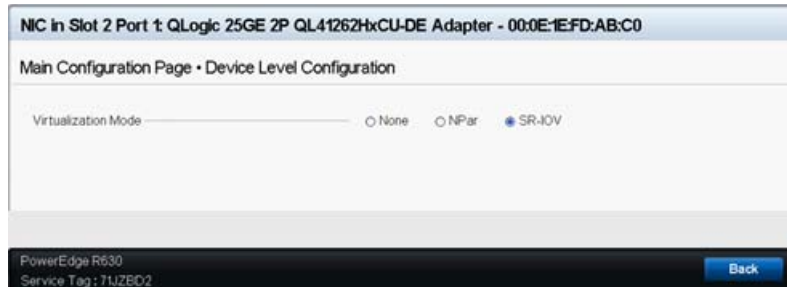 NIC in Slot 2 Port 1: QLogic 25GE 2P QL41262HxCU-DE Adapter - 00:0E:1E:FD:AB:C0
Main Configuration Page • Device Level Configuration
Virtualization Mode None NPar SR-IOV
PowerEdge R630
Back
Service Tag : 71JZBD2